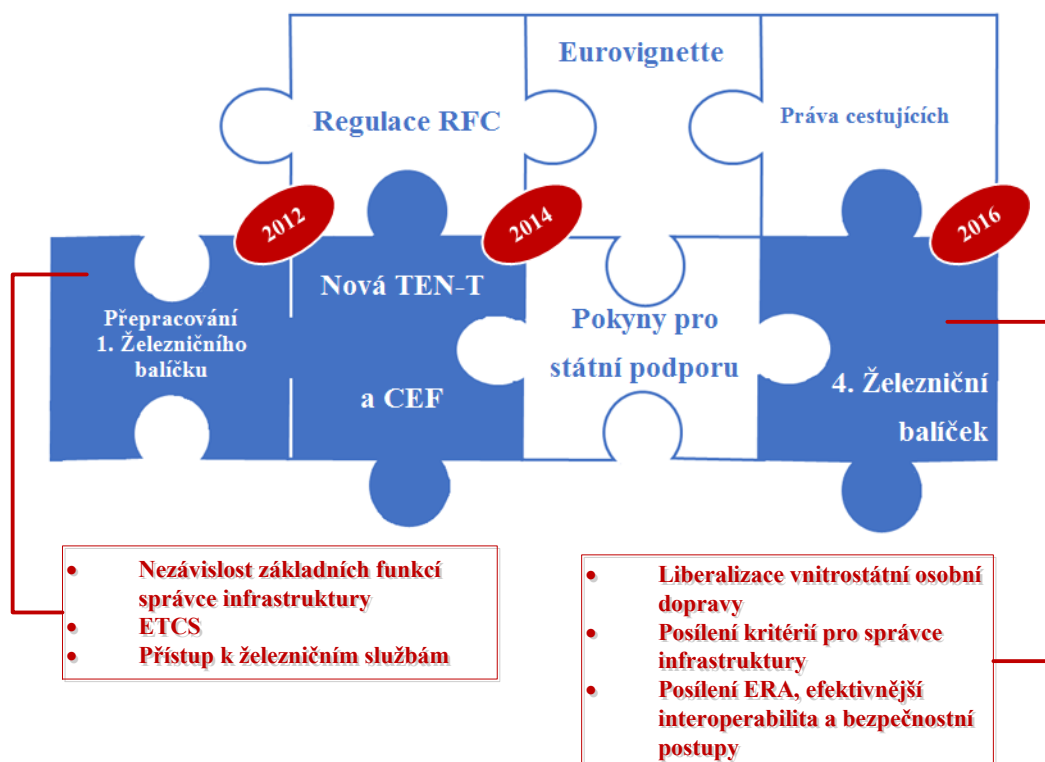 Eurovignette
Regulace RFC
Práva cestujících
2012
2014
2016
Přepracování
1. Železničního
balíčku
Nová TEN-T
a CEF
Pokyny pro
státní podporu
4. Železniční
balíček
• Nezávislost základních funkcí
správce infrastruktury
• ETCS
• Přístup k železničním službám
• Liberalizace vnitrostátní osobní
dopravy
• Posílení kritérií pro správce
infrastruktury
• Posílení ERA, efektivnější
interoperabilita a bezpečnostní
postupy